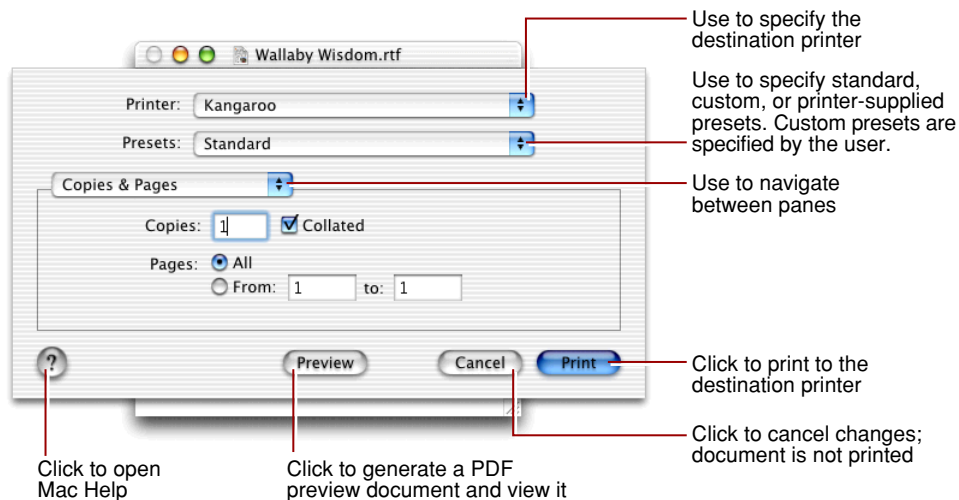 Use to specify the
destination printer
Wallaby Wisdom.rtf
Printer: Kangaroo
Use to specify standard,
custom, or printer-supplied
presets. Custom presets are
specified by the user.
Presets: Standard
Copies & Pages
Use to navigate
between panes
Copies: 1 Collated
Pages: All
From: 1 to: 1
? Preview Cancel Print
Click to print to the
destination printer
Click to cancel changes;
document is not printed
Click to open
Mac Help
Click to generate a PDF
preview document and view it